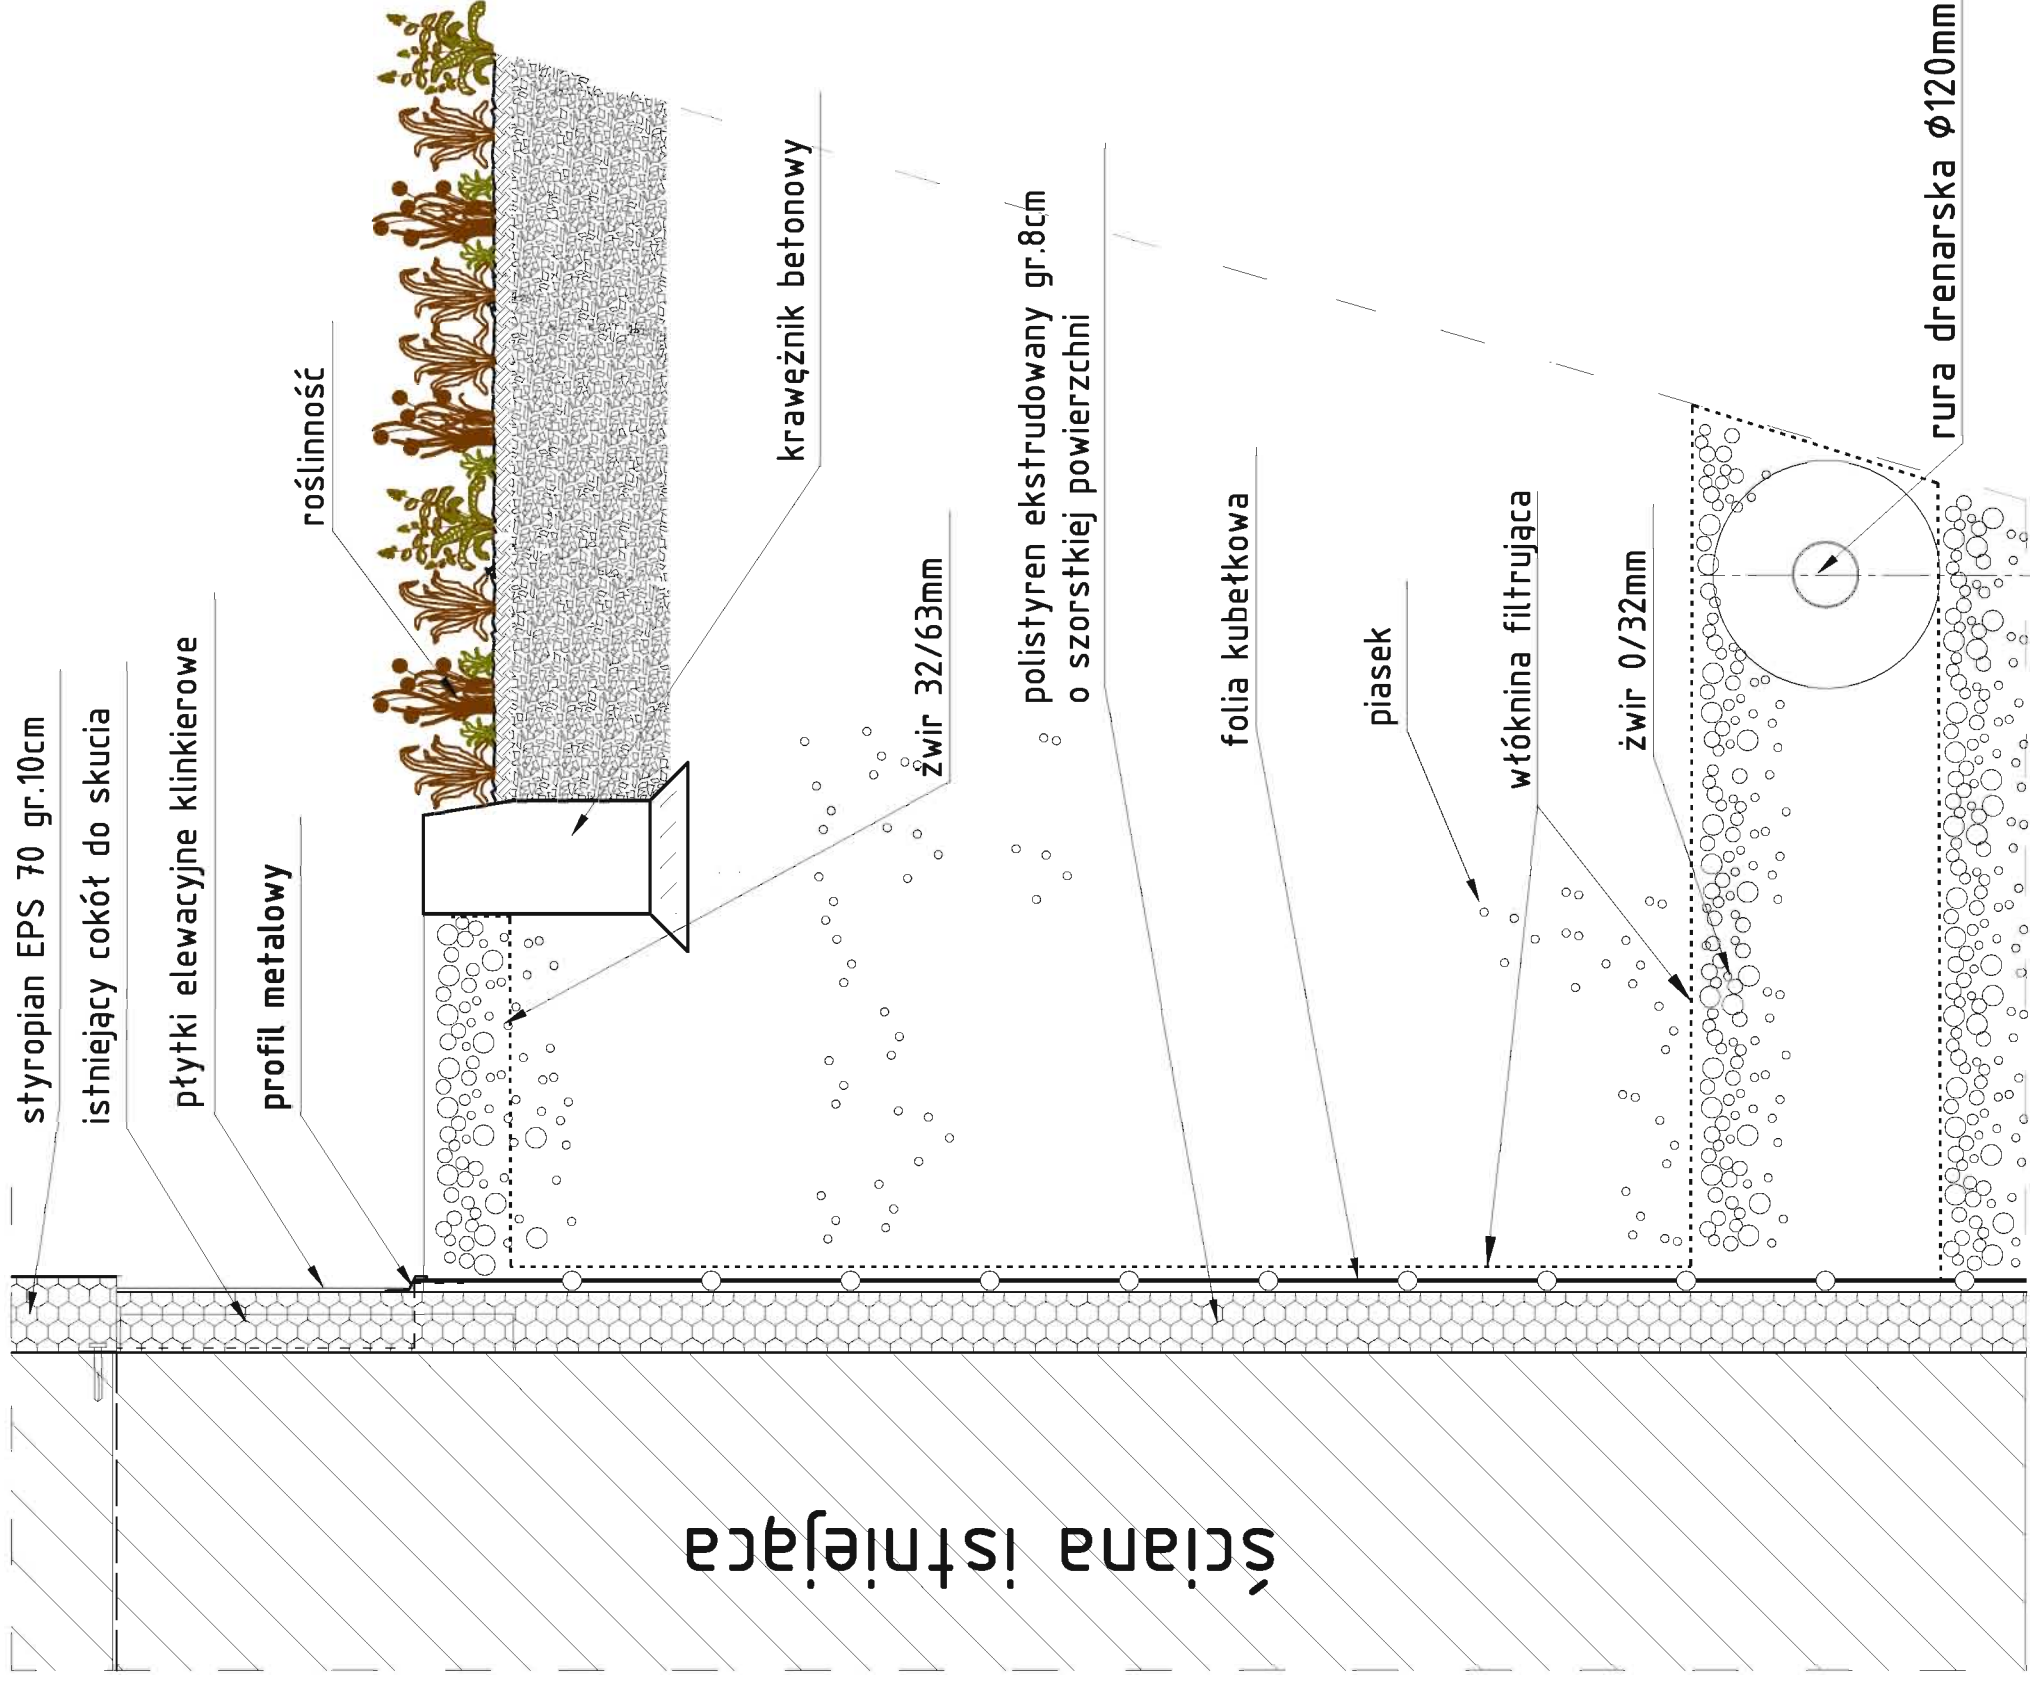 styropian EPS 70 gr.10cm
istniejący cokół do skucia
płytki elewacyjne klinkierowe
profil metalowy
roślinność
krawężnik betonowy
żwir 32/63mm
polistyren ekstrudowany gr.8cm
o szorstkiej powierzchni
folia kubełkowa
piasek
włóknina filtrująca
żwir 0/32mm
rura drenarska ϕ120mm
ściana istniejąca